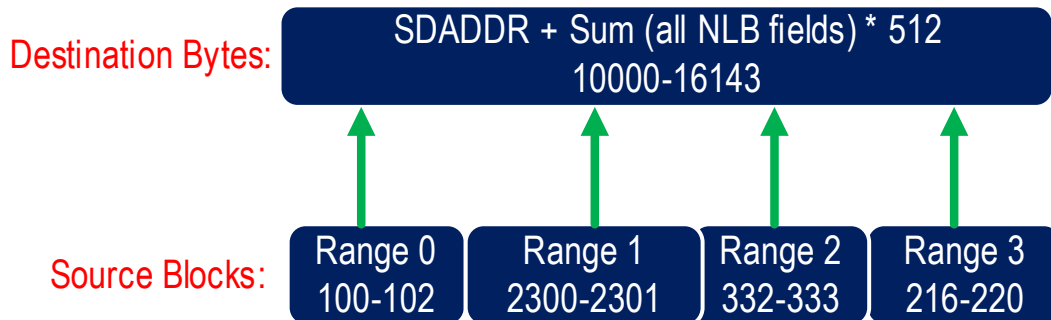 Destination Bytes:
SDADDR + Sum (all NLB fields) * 512
10000-16143
Source Blocks:
Range 0
100-102
Range 1
2300-2301
Range 2
332-333
Range 3
216-220